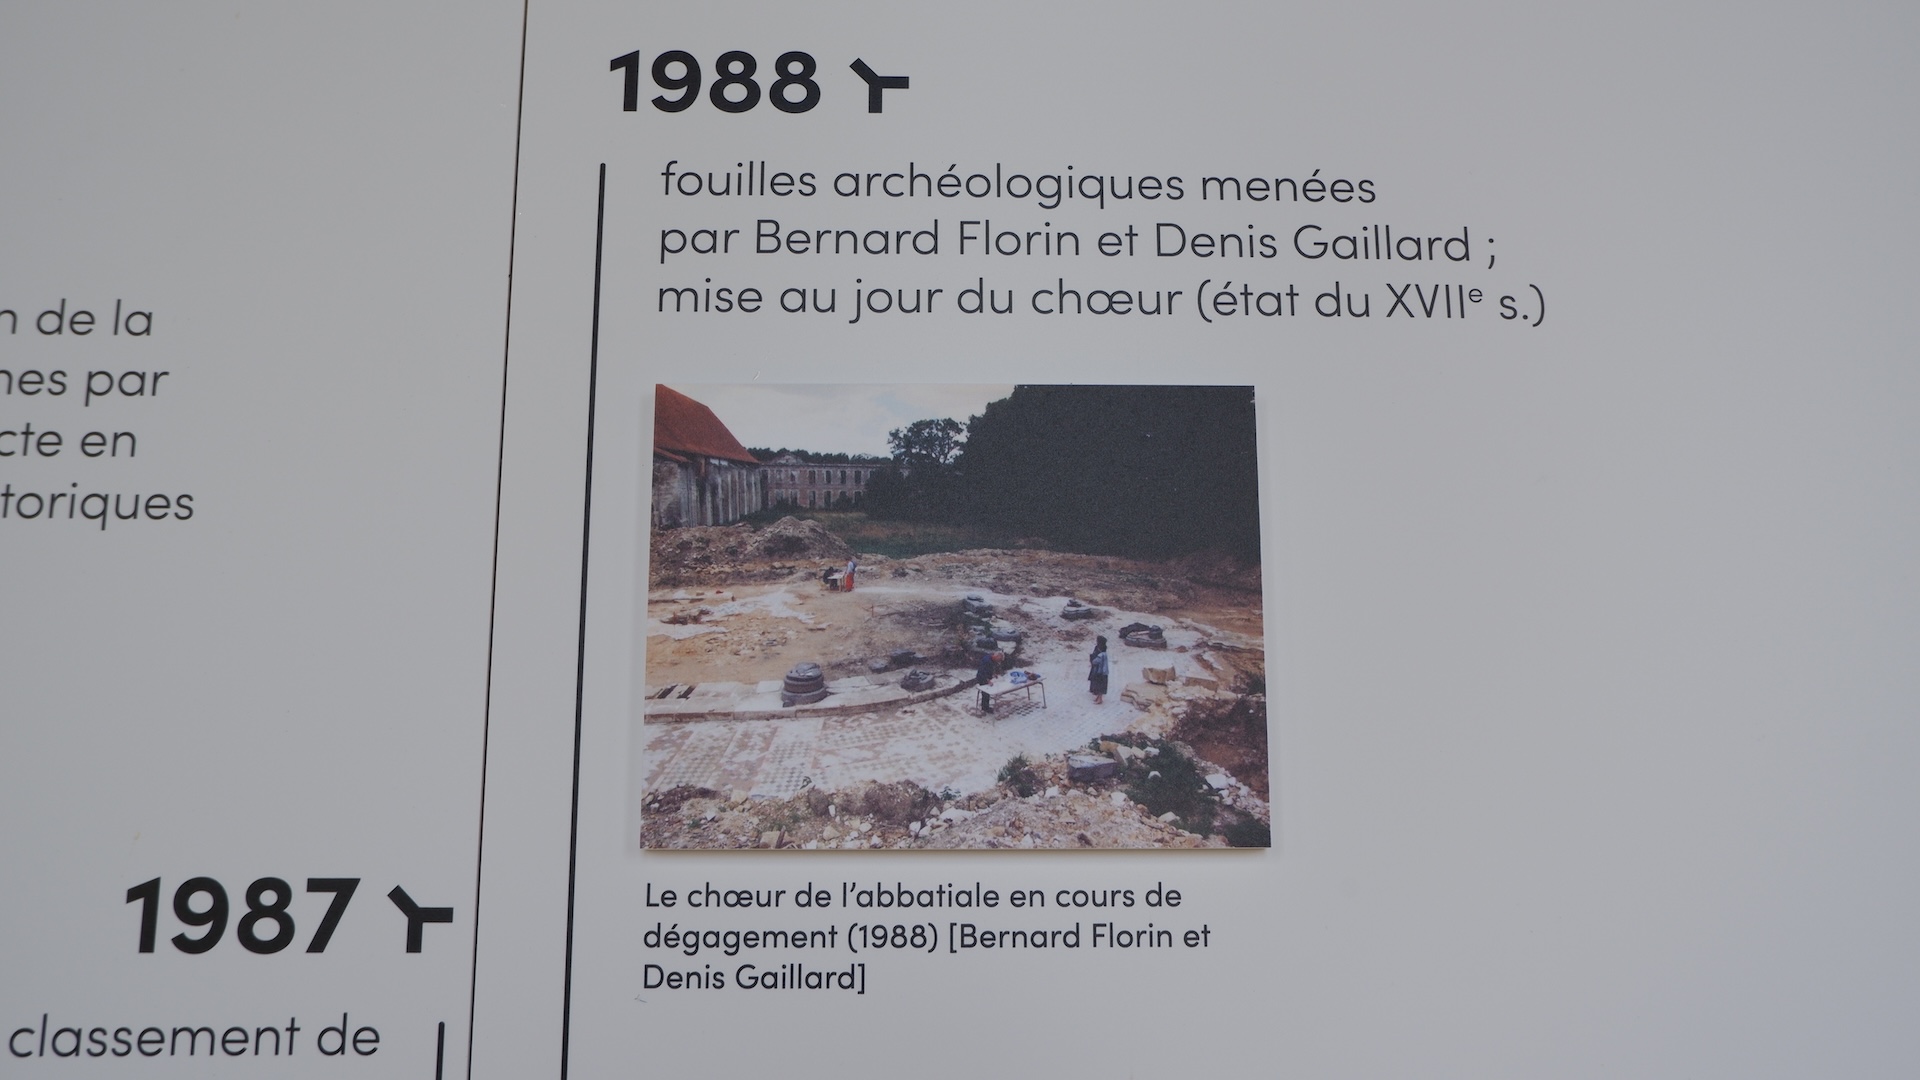 n de la
nes par
cte en
toriques
1987
classement de
1988
fouilles archéologiques menées
par Bernard Florin et Denis Gaillard ;
mise au jour du chœur (état du XVIIᵉ s.)
Le chœur de l’abbatiale en cours de
dégagement (1988) [Bernard Florin et
Denis Gaillard]